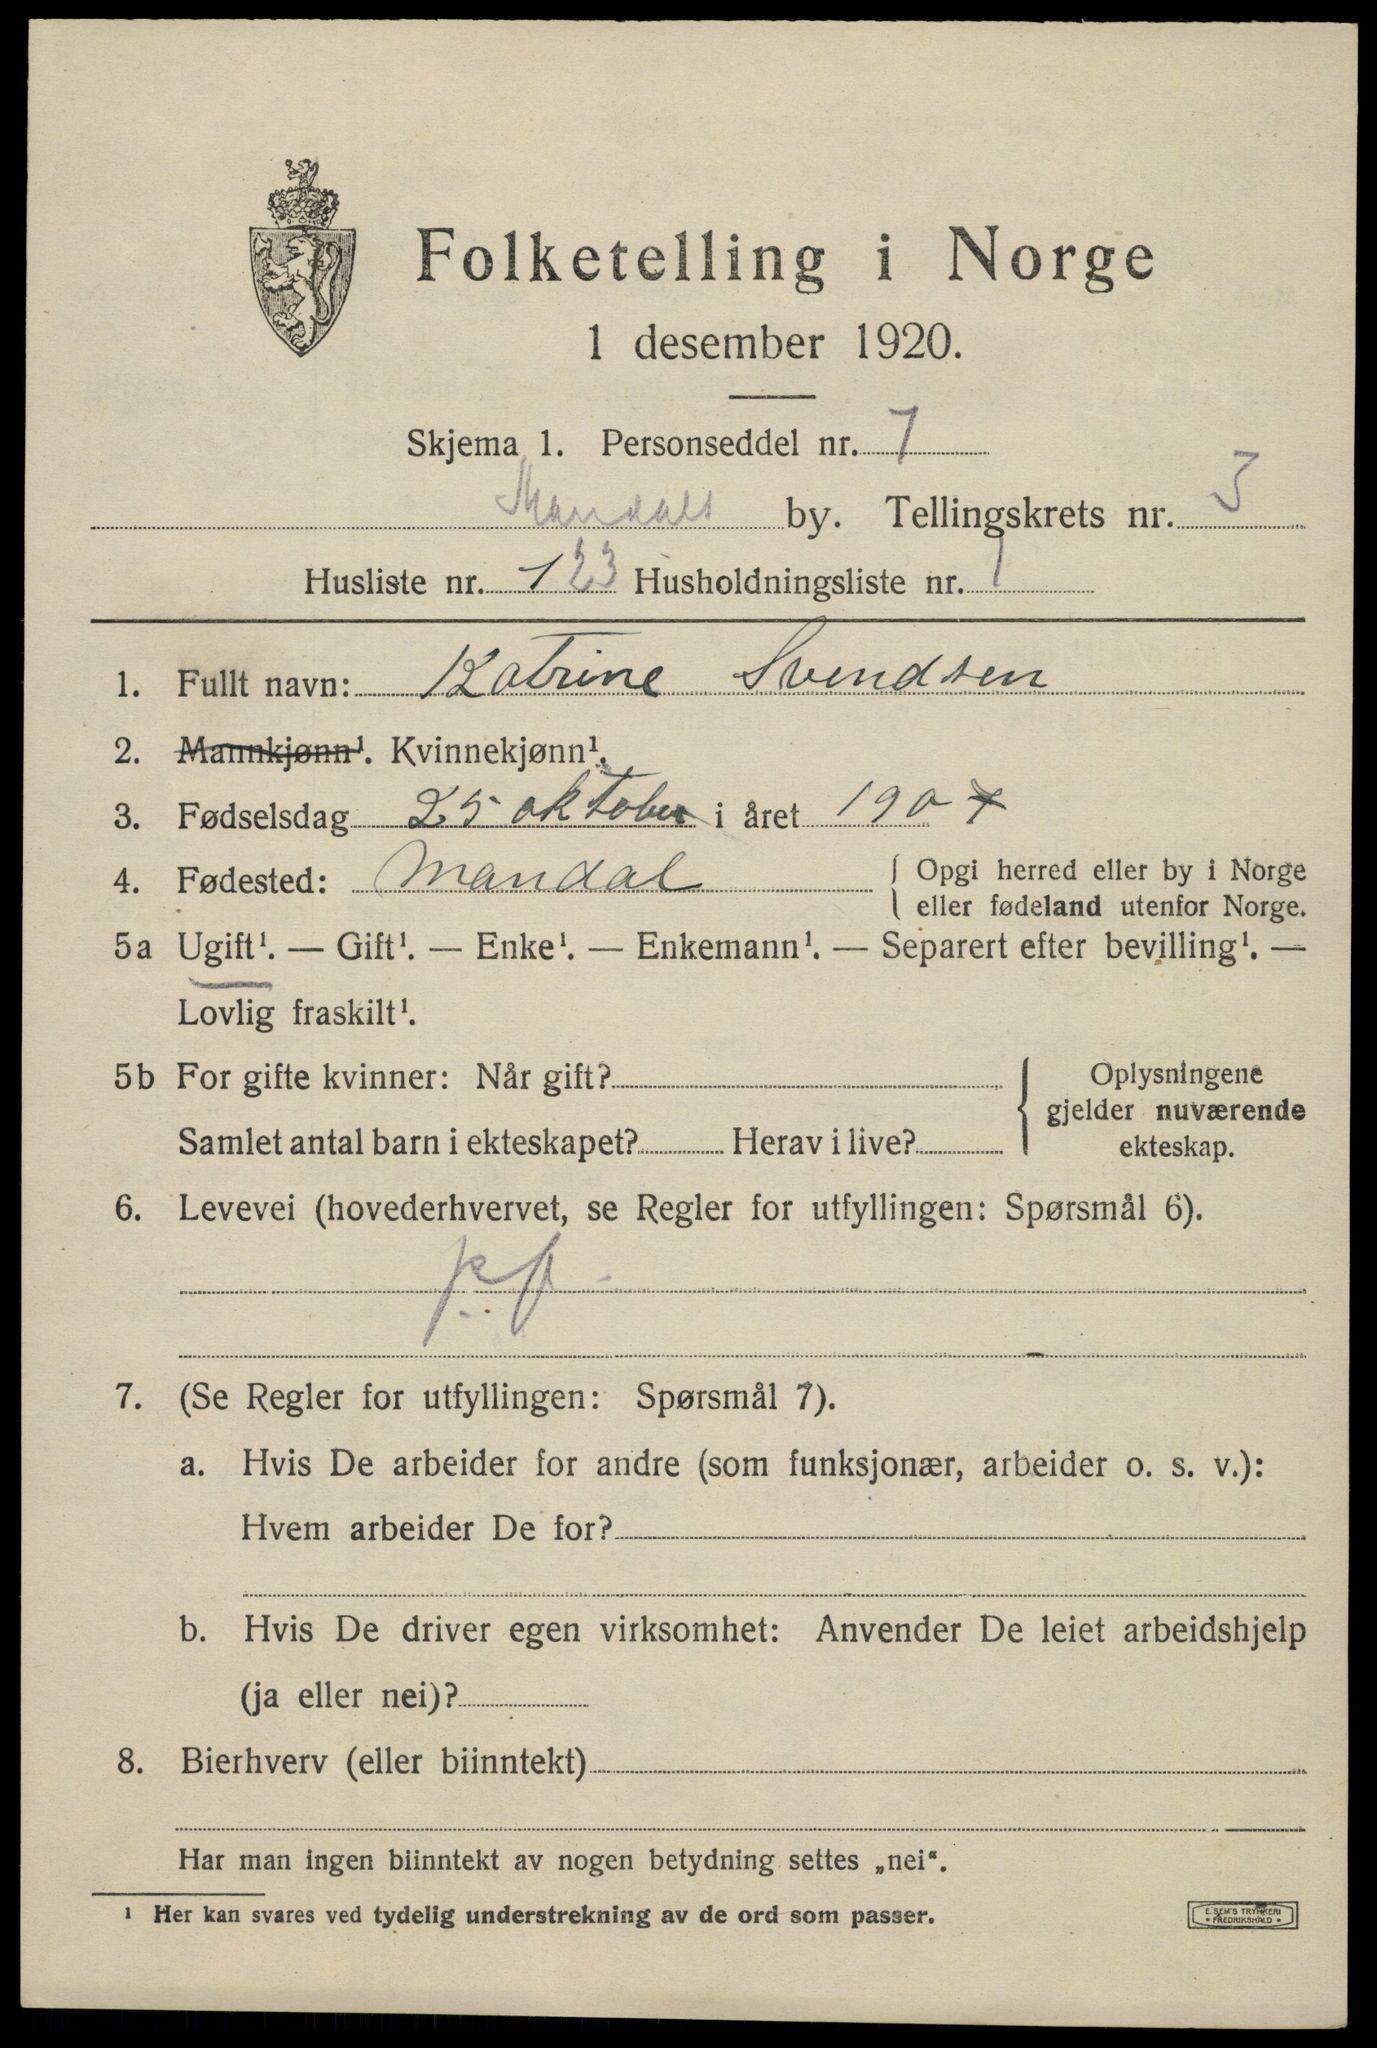 Folketelling i Norge
1 desember 1920.
Skjema 1. Personseddel nr. 7
Mandals by. Tellingskrets nr. 3
Husliste nr. 123 Husholdningsliste nr. 1
1. Fullt navn: Katrine Svendsen
2. Mannkjønn¹. Kvinnekjønn¹.
3. Fødselsdag 25 oktober i året 1907
4. Fødested: Mandal { Opgi herred eller by i Norge
eller fødeland utenfor Norge.
5a Ugift¹. — Gift¹. — Enke¹. — Enkemann¹. — Separert efter bevilling¹. —
Lovlig fraskilt¹.
5b For gifte kvinner: Når gift? { Oplysningene
gjelder nuværende
Samlet antal barn i ekteskapet? Herav i live? ekteskap.
6. Levevei (hovederhvervet, se Regler for utfyllingen: Spørsmål 6).
7. (Se Regler for utfyllingen: Spørsmål 7).
a. Hvis De arbeider for andre (som funksjonær, arbeider o. s. v.):
Hvem arbeider De for?
b. Hvis De driver egen virksomhet: Anvender De leiet arbeidshjelp
(ja eller nei)?
8. Bierhverv (eller biinntekt)
Har man ingen biinntekt av nogen betydning settes „nei“.
¹ Her kan svares ved tydelig understrekning av de ord som passer.
E. SEM'S TRYKKERI
* FREDRIKSHALD *